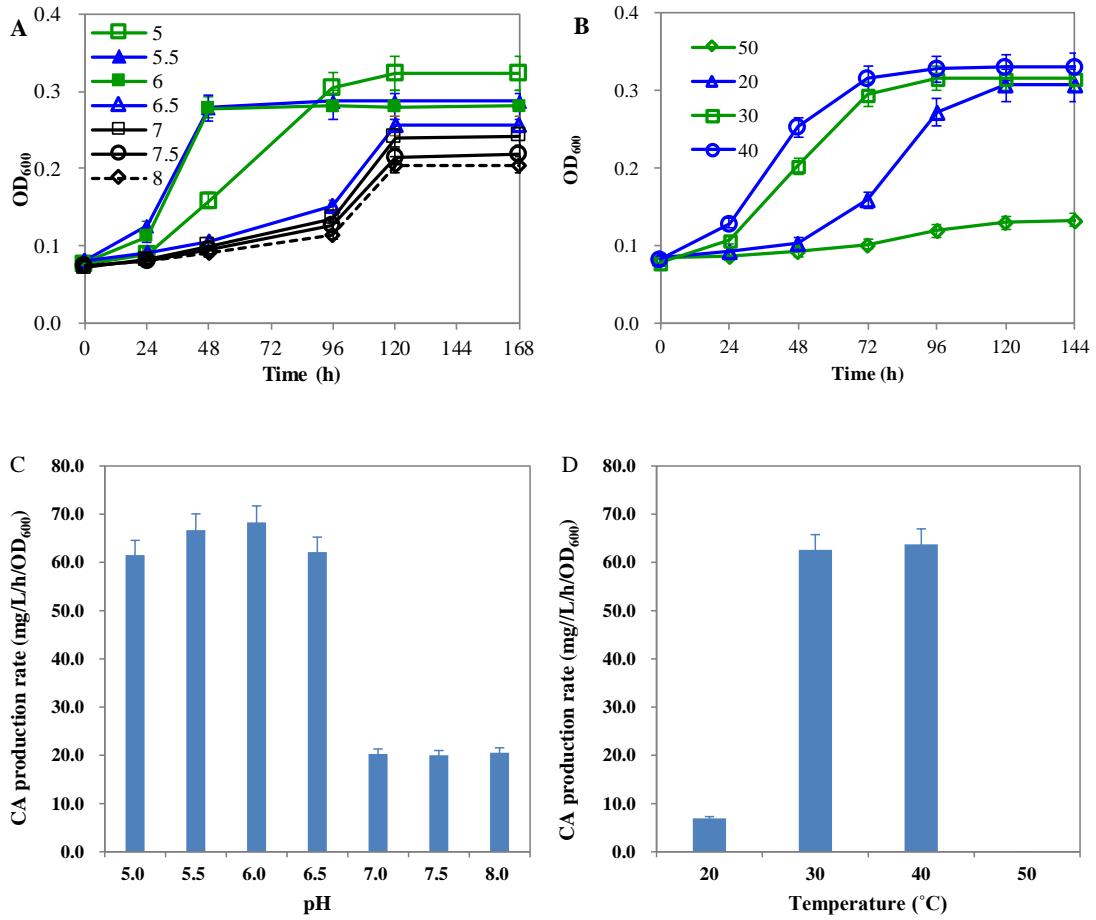 A
0.4
0.3
0.2
0.1
0.0
OD600
5
5.5
6
6.5
7
7.5
8
0 24 48 72 96 120 144 168
Time (h)
B
0.4
0.3
0.2
0.1
0.0
OD600
50
20
30
40
0 24 48 72 96 120 144
Time (h)
C
80.0
70.0
60.0
50.0
40.0
30.0
20.0
10.0
0.0
CA production rate (mg/L/h/OD600)
5.0 5.5 6.0 6.5 7.0 7.5 8.0
pH
D
80.0
70.0
60.0
50.0
40.0
30.0
20.0
10.0
0.0
CA production rate (mg//L/h/OD600)
20 30 40 50
Temperature (˚C)